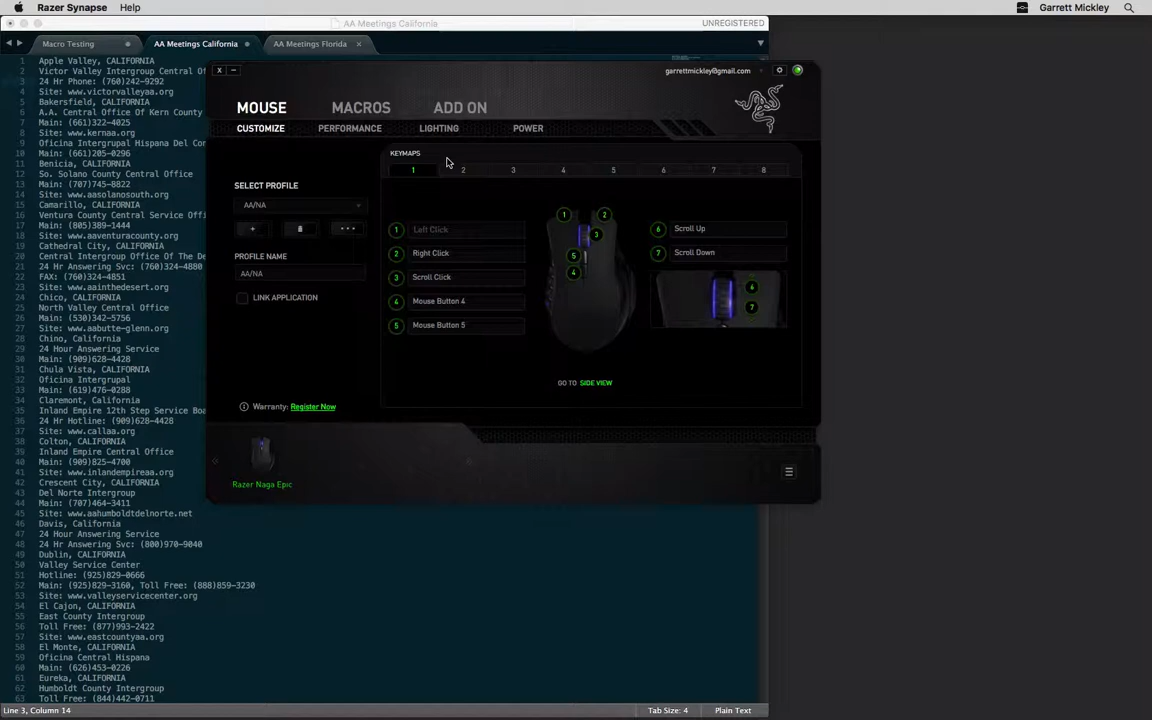 Razer Synapse Help Garrett Mickley
AA Meetings California UNREGISTERED
Macro Testing AA Meetings California AA Meetings Florida
1 Apple Valley, CALIFORNIA
2 Victor Valley Intergroup Central Of
3 24 Hr Phone: (760)242-9292
4 Site: www.victorvalleyaa.org
5 Bakersfield, CALIFORNIA
6 A.A. Central Office Of Kern County
7 Main: (661)322-4025
8 Site: www.kernaa.org
9 Oficina Intergrupal Hispana Del Con
10 Main: (661)205-0296
11 Benicia, CALIFORNIA
12 So. Solano County Central Office
13 Main: (707)745-8822
14 Site: www.aasolanosouth.org
15 Camarillo, CALIFORNIA
16 Ventura County Central Service Offi
17 Main: (805)389-1444
18 Site: www.aaventuracounty.org
19 Cathedral City, CALIFORNIA
20 Central Intergroup Office Of The De
21 24 Hr Answering Svc: (760)324-4880
22 FAX: (760)324-4851
23 Site: www.aainthedesert.org
24 Chico, CALIFORNIA
25 North Valley Central Office
26 Main: (530)342-5756
27 Site: www.aabutte-glenn.org
28 Chino, California
29 24 Hour Answering Service
30 Main: (909)628-4428
31 Chula Vista, CALIFORNIA
32 Oficina Intergrupal
33 Main: (619)476-0288
34 Claremont, California
35 Inland Empire 12th Step Service Boa
36 24 Hr Hotline: (909)628-4428
37 Site: www.callaa.org
38 Colton, CALIFORNIA
39 Inland Empire Central Office
40 Main: (909)825-4700
41 Site: www.inlandempireaa.org
42 Crescent City, CALIFORNIA
43 Del Norte Intergroup
44 Main: (707)464-3411
45 Site: www.aahumboldtdelnorte.net
46 Davis, California
47 24 Hour Answering Service
48 24 Hr Answering Svc: (800)970-9040
49 Dublin, CALIFORNIA
50 Valley Service Center
51 Hotline: (925)829-0666
52 Main: (925)829-3160, Toll Free: (888)859-3230
53 Site: www.valleyservicecenter.org
54 El Cajon, CALIFORNIA
55 East County Intergroup
56 Toll Free: (877)993-2422
57 Site: www.eastcountyaa.org
58 El Monte, CALIFORNIA
59 Oficina Central Hispana
60 Main: (626)453-0226
61 Eureka, CALIFORNIA
62 Humboldt County Intergroup
63 Toll Free: (844)442-0711
Line 3, Column 14 Tab Size: 4 Plain Text
X garrettmickley@gmail.com
MOUSE MACROS ADD ON
CUSTOMIZE PERFORMANCE LIGHTING POWER
KEYMAPS
1 2 3 4 5 6 7 8
SELECT PROFILE
AA/NA
+
PROFILE NAME
AA/NA
LINK APPLICATION
Warranty: Register Now
1 Left Click
2 Right Click
3 Scroll Click
4 Mouse Button 4
5 Mouse Button 5
1 2
3
5
4
6 Scroll Up
7 Scroll Down
6
7
GO TO SIDE VIEW
Razer Naga Epic